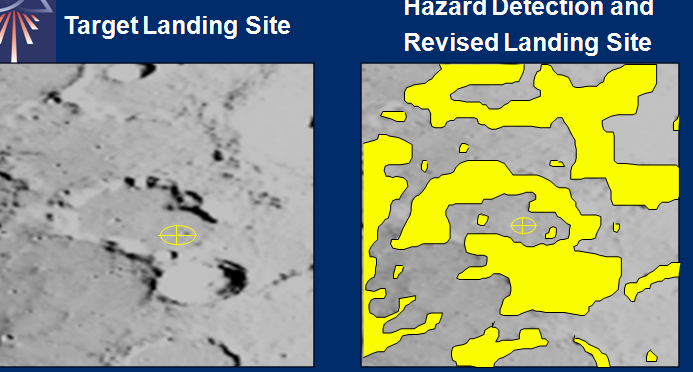 Target Landing Site
Hazard Detection and
Revised Landing Site